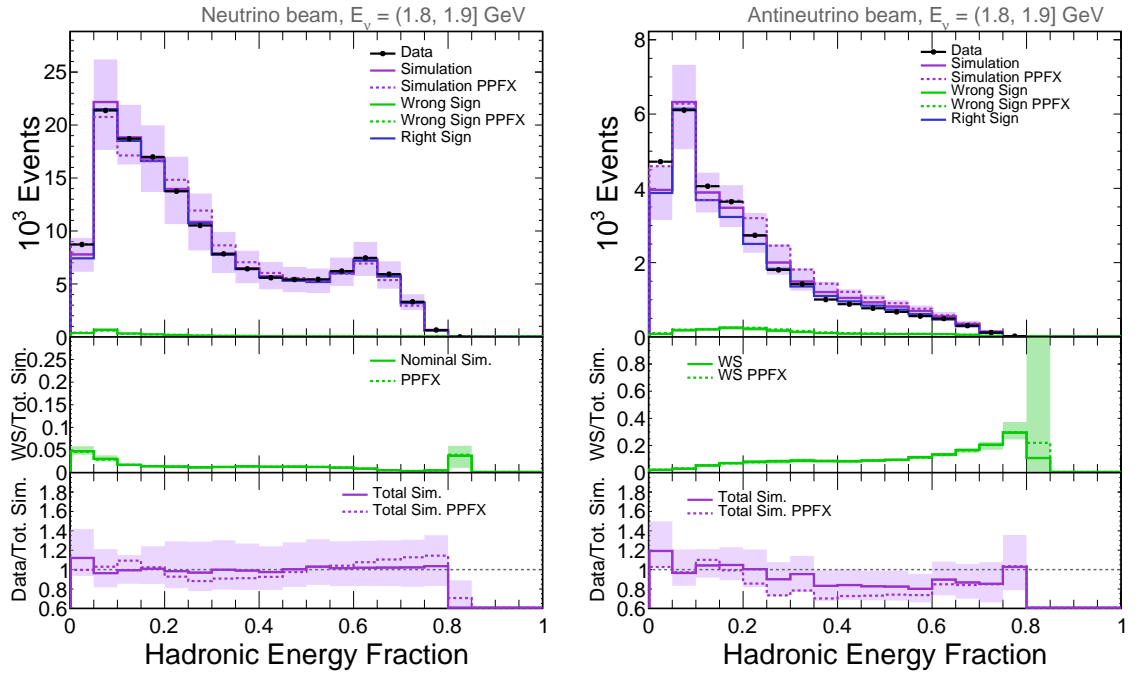 Neutrino beam, Eν = (1.8, 1.9] GeV
25
20
15
10
5
0
10³ Events
Data
Simulation
Simulation PPFX
Wrong Sign
Wrong Sign PPFX
Right Sign
0.25
0.2
0.15
0.1
0.05
0
WS/Tot. Sim.
Nominal Sim.
PPFX
1.8
1.6
1.4
1.2
1
0.8
0.6
Data/Tot. Sim.
Total Sim.
Total Sim. PPFX
0 0.2 0.4 0.6 0.8 1
Hadronic Energy Fraction
Antineutrino beam, Eν = (1.8, 1.9] GeV
8
6
4
2
0
10³ Events
Data
Simulation
Simulation PPFX
Wrong Sign
Wrong Sign PPFX
Right Sign
0.8
0.6
0.4
0.2
0
WS/Tot. Sim.
WS
WS PPFX
1.8
1.6
1.4
1.2
1
0.8
0.6
Data/Tot. Sim.
Total Sim.
Total Sim. PPFX
0 0.2 0.4 0.6 0.8 1
Hadronic Energy Fraction